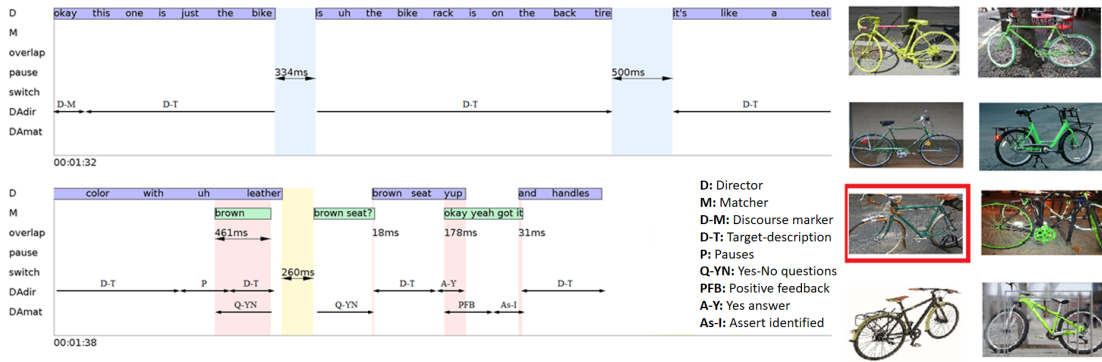 D okay this one is just the bike is uh the bike rack is on the back tire it's like a teal
M
overlap
pause 334ms 500ms
switch
DAdir D-M D-T D-T D-T
DAmat
00:01:32
D color with uh leather brown seat yup and handles
M brown brown seat? okay yeah got it
overlap 461ms 18ms 178ms 31ms
pause
switch 260ms
DAdir D-T P D-T D-T A-Y D-T
DAmat Q-YN Q-YN PFB As-I
00:01:38
D: Director
M: Matcher
D-M: Discourse marker
D-T: Target-description
P: Pauses
Q-YN: Yes-No questions
PFB: Positive feedback
A-Y: Yes answer
As-I: Assert identified